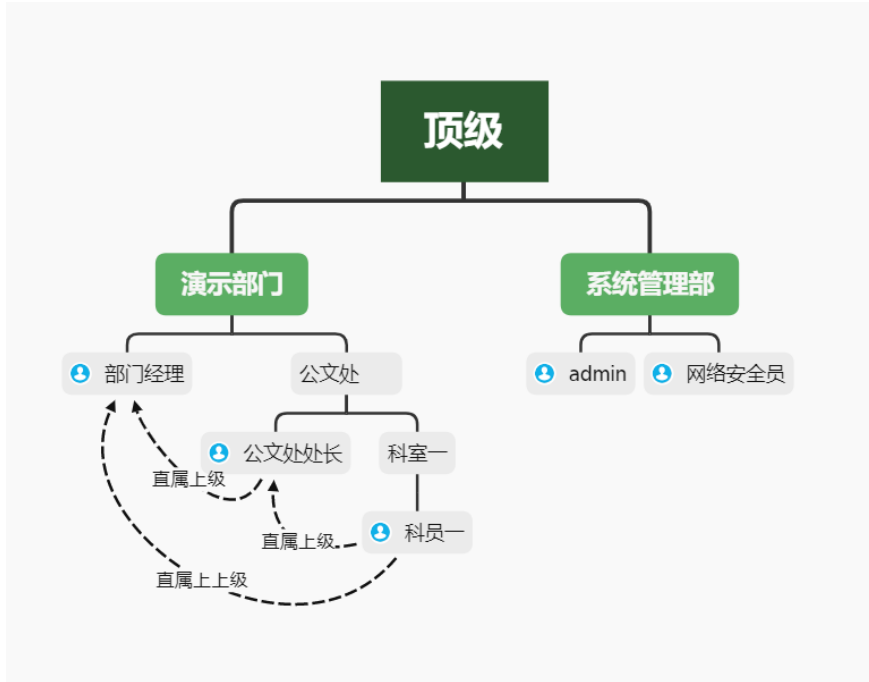 顶级
演示部门
系统管理部
部门经理
公文处
admin
网络安全员
公文处处长
科室一
直属上级
科员一
直属上级
直属上上级